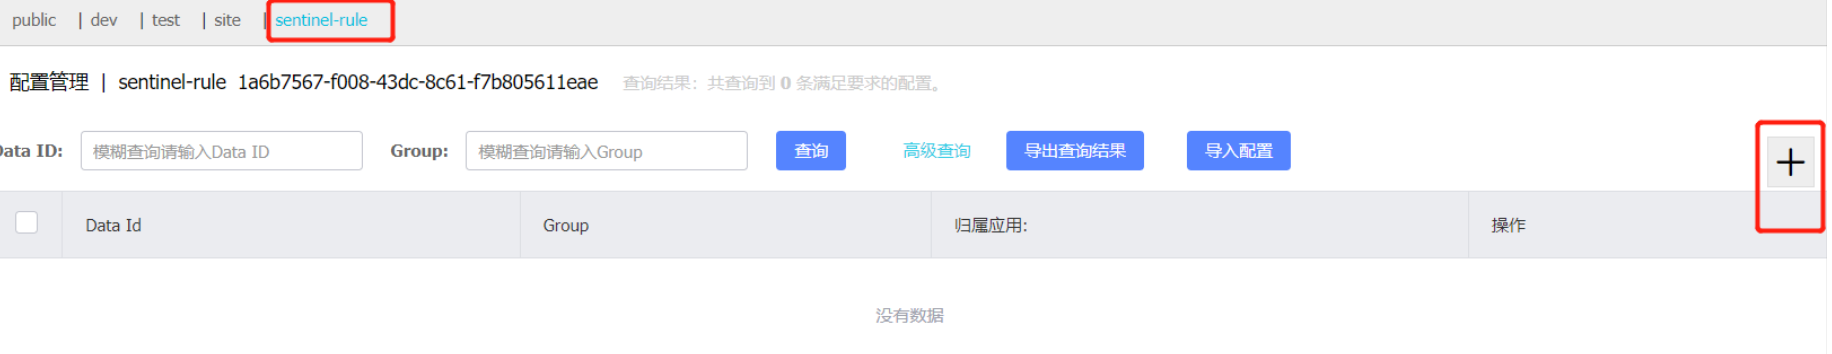 public | dev | test | site | sentinel-rule
配置管理 | sentinel-rule 1a6b7567-f008-43dc-8c61-f7b805611eae 查询结果：共查询到 0 条满足要求的配置。
ata ID: 模糊查询请输入Data ID Group: 模糊查询请输入Group 查询 高级查询 导出查询结果 导入配置 +
Data Id Group 归属应用: 操作
没有数据